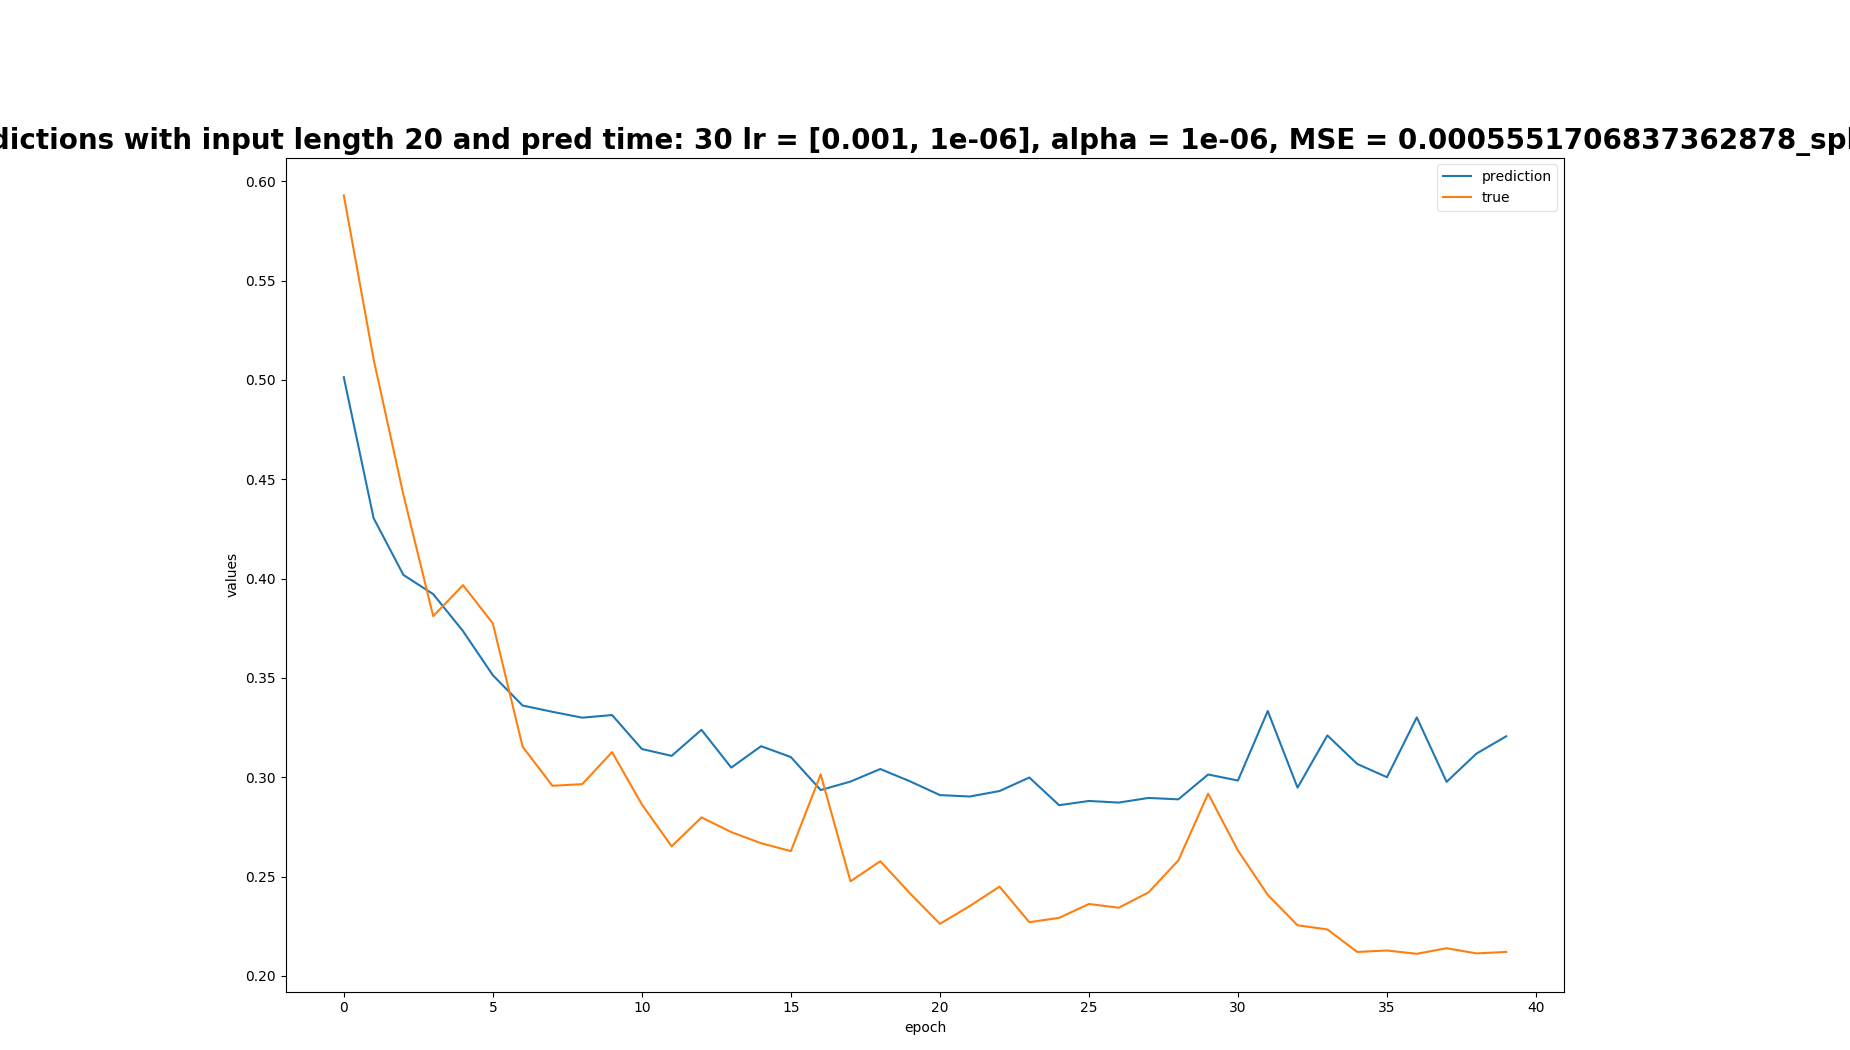 dictions with input length 20 and pred time: 30 lr = [0.001, 1e-06], alpha = 1e-06, MSE = 0.0005551706837362878_spl
prediction
true
0.60
0.55
0.50
0.45
0.40
0.35
0.30
0.25
0.20
values
0 5 10 15 20 25 30 35 40
epoch